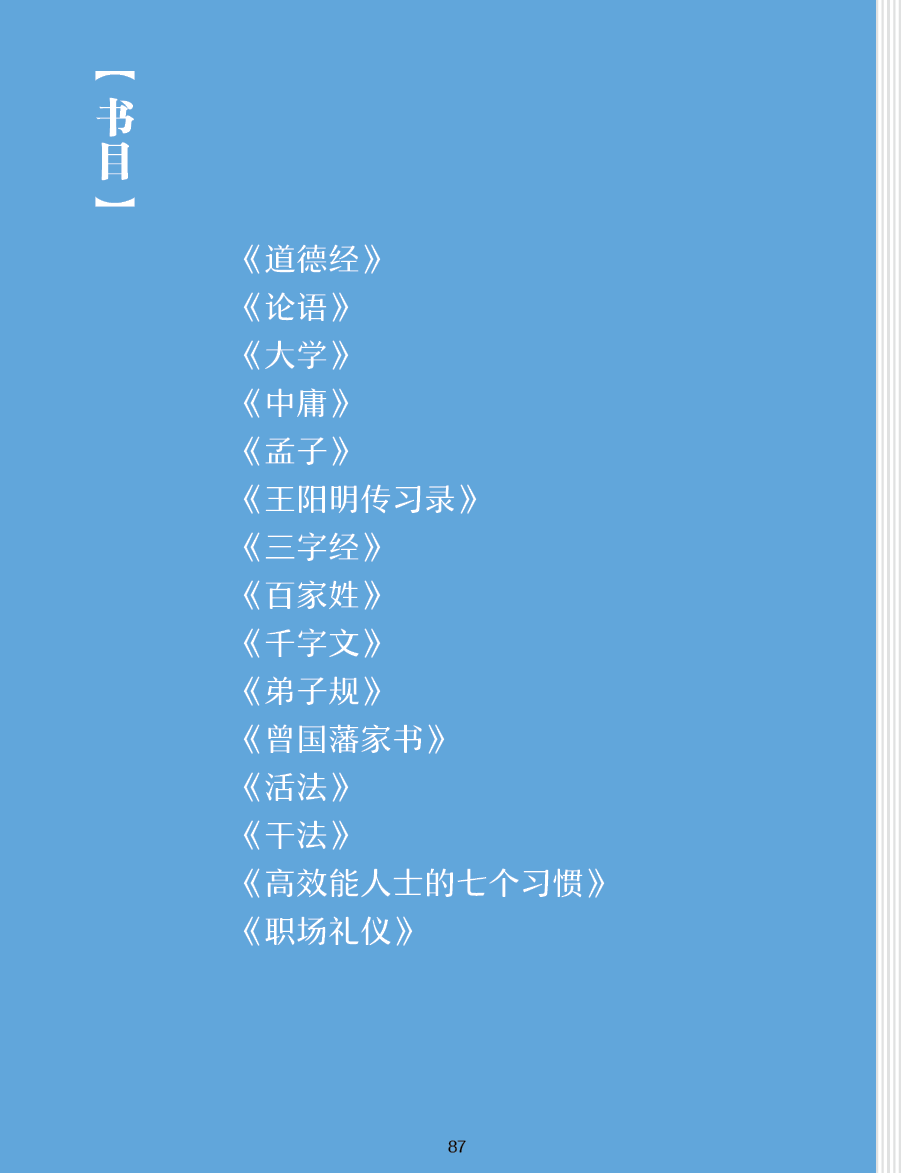 【书目】
《道德经》
《论语》
《大学》
《中庸》
《孟子》
《王阳明传习录》
《三字经》
《百家姓》
《千字文》
《弟子规》
《曾国藩家书》
《活法》
《干法》
《高效能人士的七个习惯》
《职场礼仪》
87